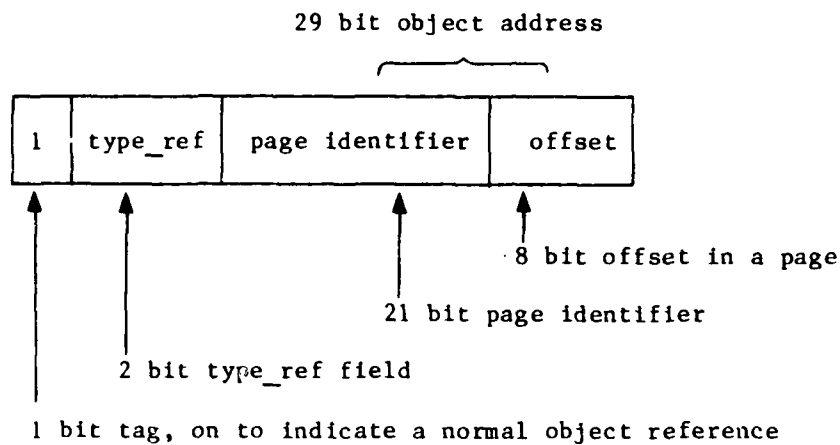 29 bit object address
1 type_ref page identifier offset
8 bit offset in a page
21 bit page identifier
2 bit type_ref field
1 bit tag, on to indicate a normal object reference